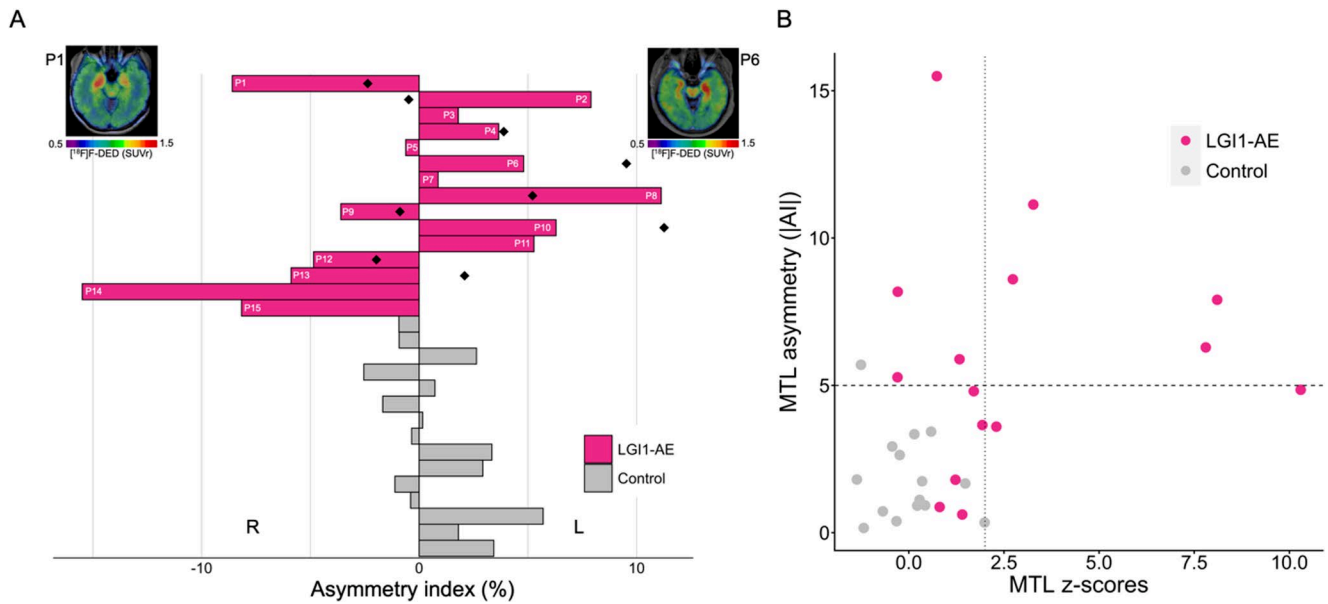 A
P1
0.5 1.5
[¹⁸F]F-DED (SUVr)
P6
0.5 1.5
[¹⁸F]F-DED (SUVr)
P1
P2
P3
P4
P5
P6
P7
P8
P9
P10
P11
P12
P13
P14
P15
LGI1-AE
Control
R
L
-10 0 10
Asymmetry index (%)
B
MTL asymmetry (|AI|)
15
10
5
0
LGI1-AE
Control
0.0 2.5 5.0 7.5 10.0
MTL z-scores